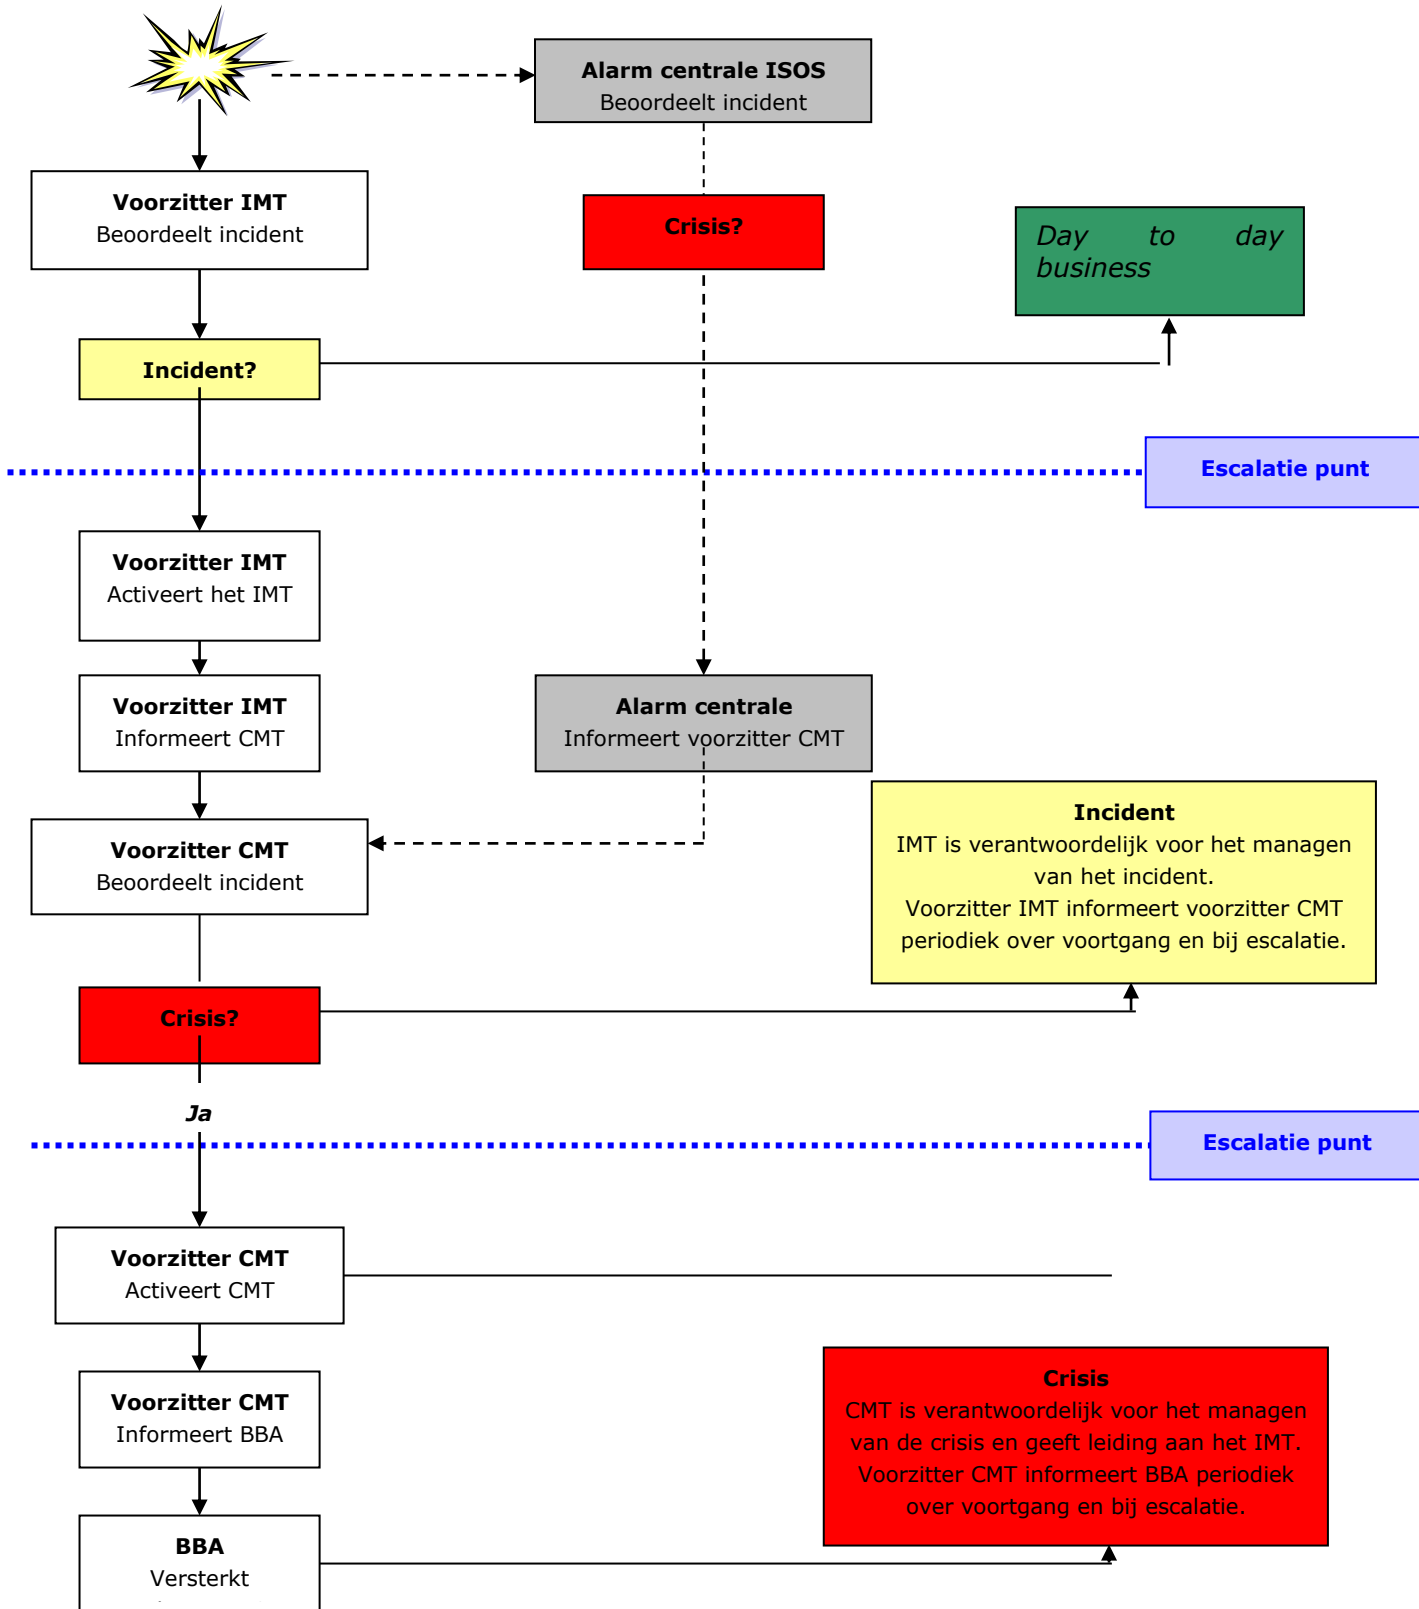 Alarm centrale ISOS
Beoordeelt incident
Voorzitter IMT
Beoordeelt incident
Crisis?
Day to day
business
Incident?
Escalatie punt
Voorzitter IMT
Activeert het IMT
Voorzitter IMT
Informeert CMT
Alarm centrale
Informeert voorzitter CMT
Voorzitter CMT
Beoordeelt incident
Incident
IMT is verantwoordelijk voor het managen
van het incident.
Voorzitter IMT informeert voorzitter CMT
periodiek over voortgang en bij escalatie.
Crisis?
Ja
Escalatie punt
Voorzitter CMT
Activeert CMT
Voorzitter CMT
Informeert BBA
Crisis
CMT is verantwoordelijk voor het managen
van de crisis en geeft leiding aan het IMT.
Voorzitter CMT informeert BBA periodiek
over voortgang en bij escalatie.
BBA
Versterkt